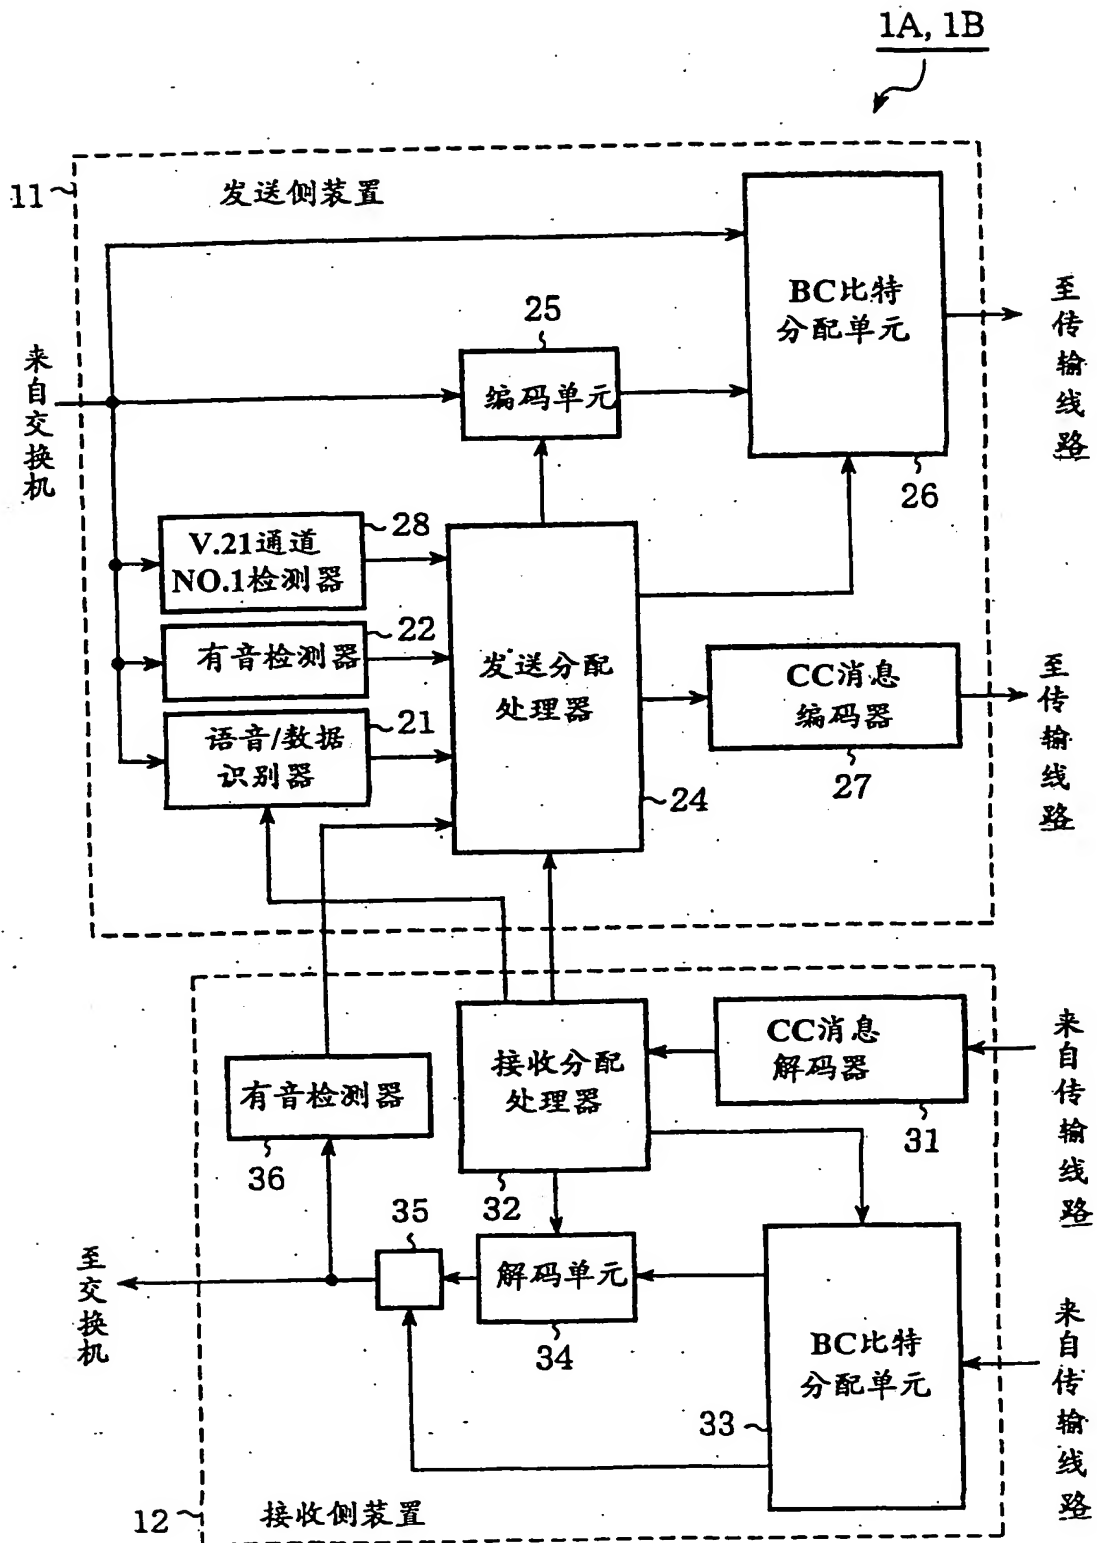 1A, 1B
11
发送侧装置
BC比特
分配单元
26
至传输线路
25
编码单元
来自交换机
28
V.21通道
NO.1检测器
22
有音检测器
21
语音/数据
识别器
发送分配
处理器
24
CC消息
编码器
27
至传输线路
接收分配
处理器
32
CC消息
解码器
31
来自传输线路
有音检测器
36
35
解码单元
34
至交换机
BC比特
分配单元
33
来自传输线路
12
接收侧装置